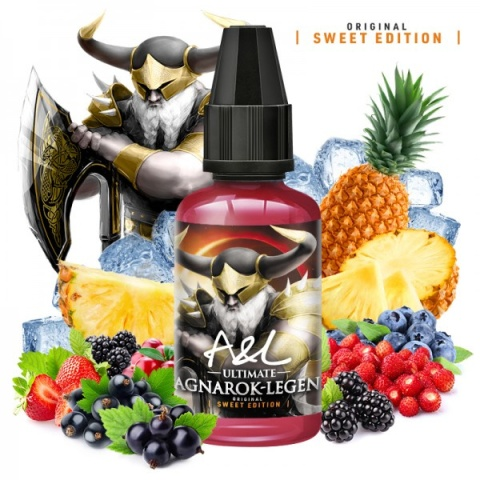 ORIGINAL
| SWEET EDITION |
A&L
ULTIMATE
AGNAROK-LEGEN
ORIGINAL
SWEET EDITION |